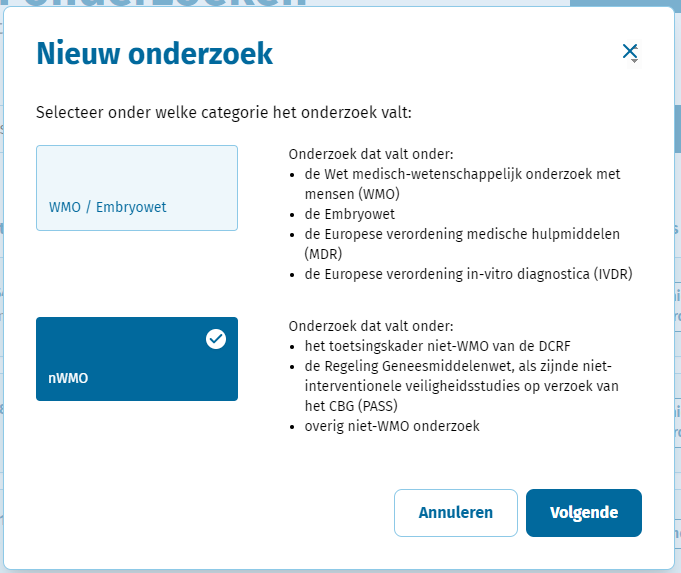 Nieuw onderzoek
Selecteer onder welke categorie het onderzoek valt:
WMO / Embryowet
Onderzoek dat valt onder:
• de Wet medisch-wetenschappelijk onderzoek met
mensen (WMO)
• de Embryowet
• de Europese verordening medische hulpmiddelen
(MDR)
• de Europese verordening in-vitro diagnostica (IVDR)
nWMO
Onderzoek dat valt onder:
• het toetsingskader niet-WMO van de DCRF
• de Regeling Geneesmiddelenwet, als zijnde niet-
interventionele veiligheidsstudies op verzoek van
het CBG (PASS)
• overig niet-WMO onderzoek
Annuleren
Volgende